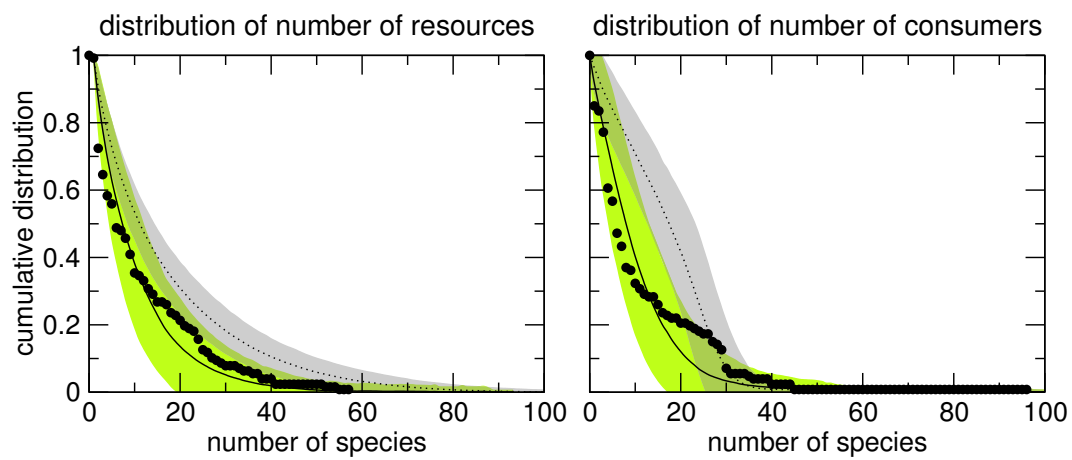 distribution of number of resources
distribution of number of consumers
cumulative distribution
1
0.8
0.6
0.4
0.2
0
0 20 40 60 80 100
0 20 40 60 80 100
number of species
number of species